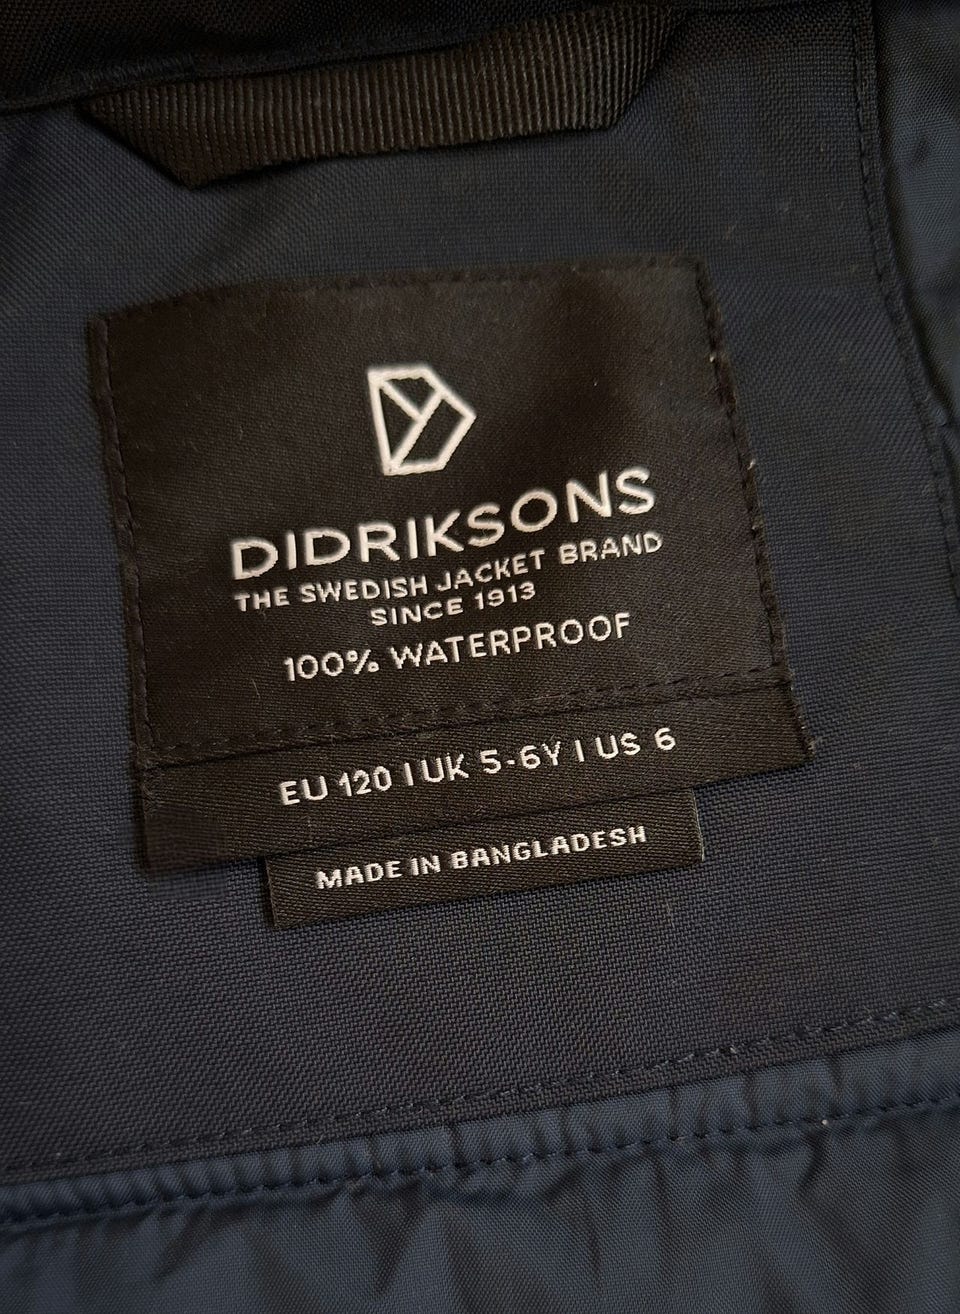 DIDRIKSONS
THE SWEDISH JACKET BRAND
SINCE 1913
100% WATERPROOF
EU 120 | UK 5-6Y | US 6
MADE IN BANGLADESH